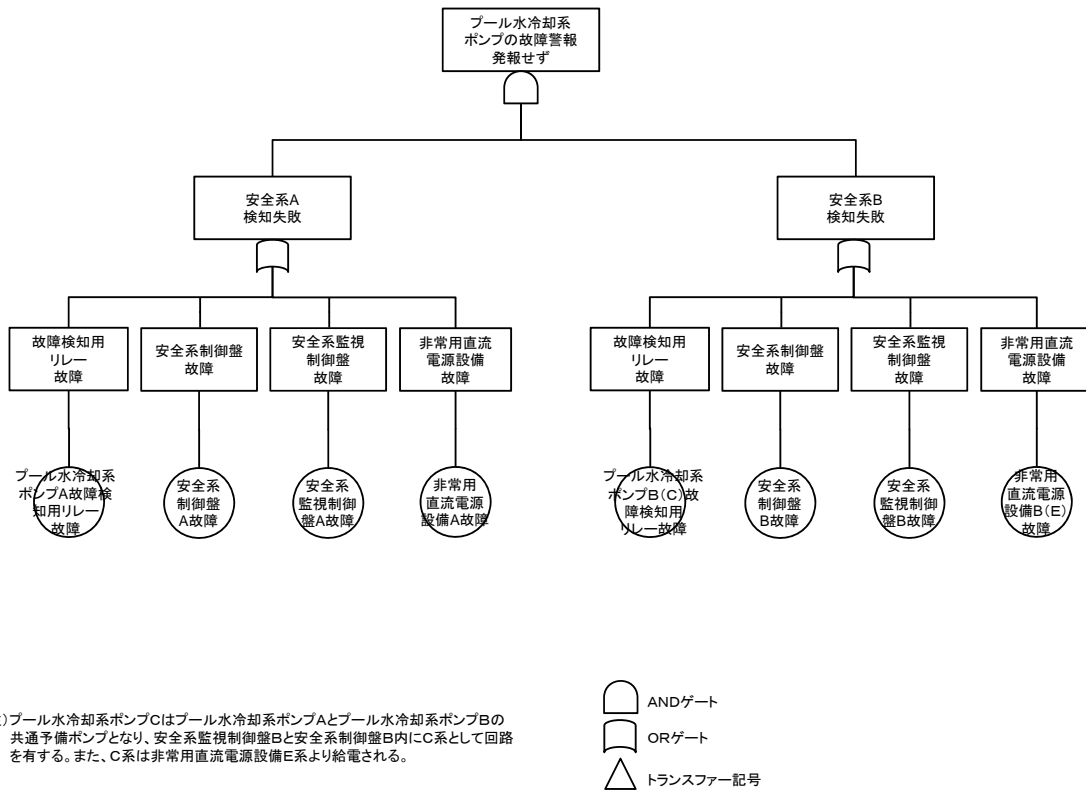 プール水冷却系
ポンプの故障警報
発報せず
安全系A
検知失敗
安全系B
検知失敗
故障検知用
リレー
故障
安全系制御盤
故障
安全系監視
制御盤
故障
非常用直流
電源設備
故障
故障検知用
リレー
故障
安全系制御盤
故障
安全系監視
制御盤
故障
非常用直流
電源設備
故障
プール水冷却系
ポンプA故障検
知用リレー
故障
安全系
制御盤
A故障
安全系
監視制御
盤A故障
非常用
直流電源
設備A故障
プール水冷却系
ポンプB(C)故
障検知用
リレー故障
安全系
制御盤
B故障
安全系
監視制御
盤B故障
非常用
直流電源
設備B(E)
故障
)プール水冷却系ポンプCはプール水冷却系ポンプAとプール水冷却系ポンプBの
共通予備ポンプとなり、安全系監視制御盤Bと安全系制御盤B内にC系として回路
を有する。また、C系は非常用直流電源設備E系より給電される。
ANDゲート
ORゲート
トランスファー記号